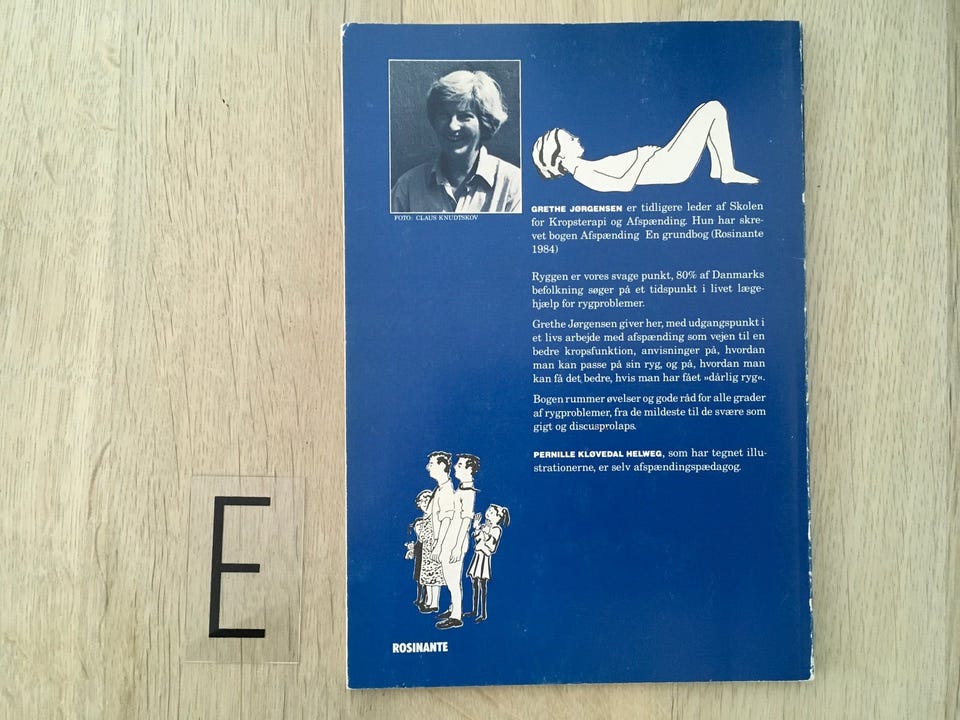 FOTO: CLAUS KNUDTSKOV
GRETHE JØRGENSEN er tidligere leder af Skolen
for Kropsterapi og Afspænding. Hun har skre-
vet bogen Afspænding En grundbog (Rosinante
1984)
Ryggen er vores svage punkt, 80% af Danmarks
befolkning søger på et tidspunkt i livet læge-
hjælp for rygproblemer.
Grethe Jørgensen giver her, med udgangspunkt i
et livs arbejde med afspænding som vejen til en
bedre kropsfunktion, anvisninger på, hvordan
man kan passe på sin ryg, og på, hvordan man
kan få det bedre, hvis man har fået »dårlig ryg«.
Bogen rummer øvelser og gode råd for alle grader
af rygproblemer, fra de mildeste til de svære som
gigt og discusprolaps.
PERNILLE KLØVEDAL HELWEG, som har tegnet illu-
strationerne, er selv afspændingspædagog.
E
ROSINANTE